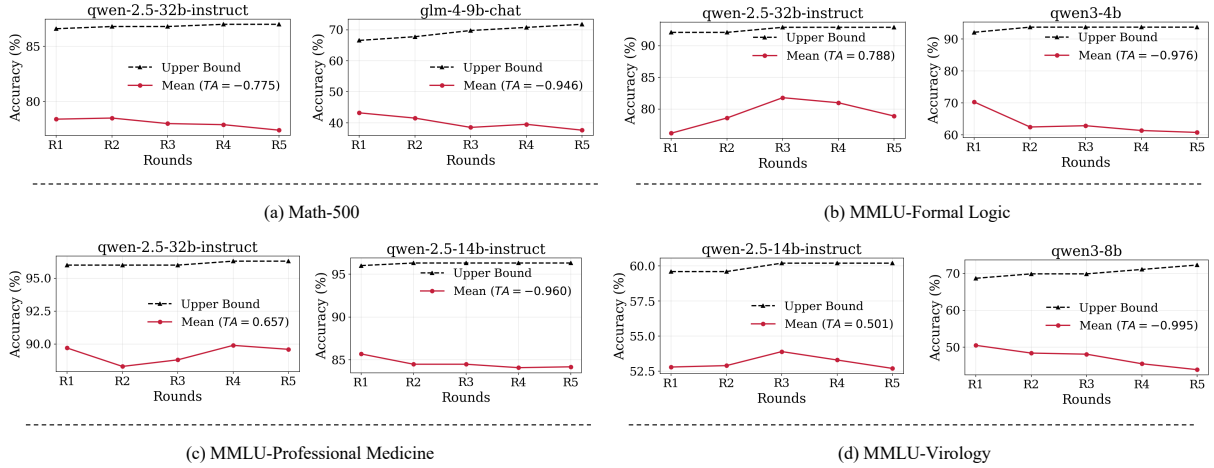 qwen-2.5-32b-instruct
Accuracy (%)
85
80
Upper Bound
Mean (TA = −0.775)
R1 R2 R3 R4 R5
Rounds
glm-4-9b-chat
Accuracy (%)
70
60
50
40
Upper Bound
Mean (TA = −0.946)
R1 R2 R3 R4 R5
Rounds
(a) Math-500
qwen-2.5-32b-instruct
Accuracy (%)
90
85
80
Upper Bound
Mean (TA = 0.788)
R1 R2 R3 R4 R5
Rounds
qwen3-4b
Accuracy (%)
90
80
70
60
Upper Bound
Mean (TA = −0.976)
R1 R2 R3 R4 R5
Rounds
(b) MMLU-Formal Logic
qwen-2.5-32b-instruct
Accuracy (%)
95.0
92.5
90.0
Upper Bound
Mean (TA = 0.657)
R1 R2 R3 R4 R5
Rounds
qwen-2.5-14b-instruct
Accuracy (%)
95
90
85
Upper Bound
Mean (TA = −0.960)
R1 R2 R3 R4 R5
Rounds
(c) MMLU-Professional Medicine
qwen-2.5-14b-instruct
Accuracy (%)
60.0
57.5
55.0
52.5
Upper Bound
Mean (TA = 0.501)
R1 R2 R3 R4 R5
Rounds
qwen3-8b
Accuracy (%)
70
60
50
Upper Bound
Mean (TA = −0.995)
R1 R2 R3 R4 R5
Rounds
(d) MMLU-Virology